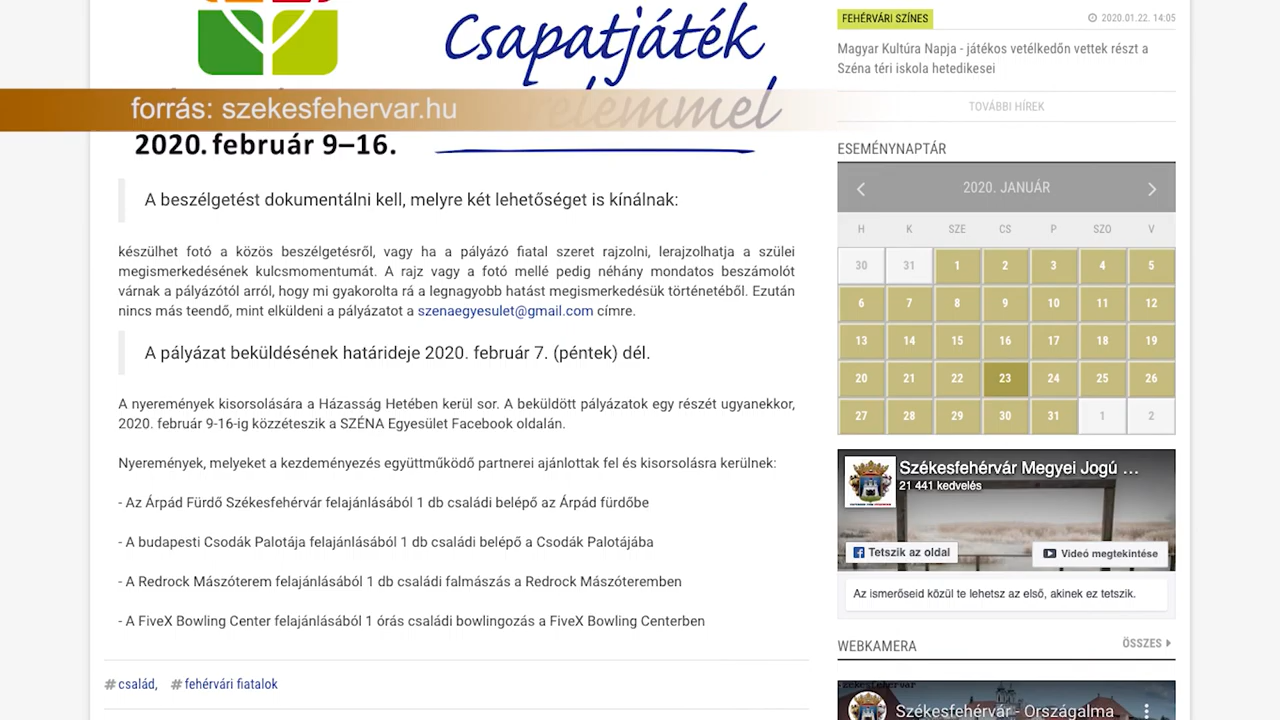 Csapatjáték
forrás: szekesfehervar.hu
2020. február 9–16.
A beszélgetést dokumentálni kell, melyre két lehetőséget is kínálnak:
készülhet fotó a közös beszélgetésről, vagy ha a pályázó fiatal szeret rajzolni, lerajzolhatja a szülei
megismerkedésének kulcsmomentumát. A rajz vagy a fotó mellé pedig néhány mondatos beszámolót
várnak a pályázótól arról, hogy mi gyakorolta rá a legnagyobb hatást megismerkedésük történetéből. Ezután
nincs más teendő, mint elküldeni a pályázatot a szenaegyesulet@gmail.com címre.
A pályázat beküldésének határideje 2020. február 7. (péntek) dél.
A nyeremények kisorsolására a Házasság Hetében kerül sor. A beküldött pályázatok egy részét ugyanekkor,
2020. február 9-16-ig közzéteszik a SZÉNA Egyesület Facebook oldalán.
Nyeremények, melyeket a kezdeményezés együttműködő partnerei ajánlottak fel és kisorsolásra kerülnek:
- Az Árpád Fürdő Székesfehérvár felajánlásából 1 db családi belépő az Árpád fürdőbe
- A budapesti Csodák Palotája felajánlásából 1 db családi belépő a Csodák Palotájába
- A Redrock Mászóterem felajánlásából 1 db családi falmászás a Redrock Mászóteremben
- A FiveX Bowling Center felajánlásából 1 órás családi bowlingozás a FiveX Bowling Centerben
# család, # fehérvári fiatalok
FEHÉRVÁRI SZÍNES 2020.01.22. 14:05
Magyar Kultúra Napja - játékos vetélkedőn vettek részt a
Széna téri iskola hetedikesei
TOVÁBBI HÍREK
ESEMÉNYNAPTÁR
2020. JANUÁR
H K SZE CS P SZO V
30 31 1 2 3 4 5
6 7 8 9 10 11 12
13 14 15 16 17 18 19
20 21 22 23 24 25 26
27 28 29 30 31 1 2
Székesfehérvár Megyei Jogú ...
21 441 kedvelés
Tetszik az oldal Videó megtekintése
Az ismerőseid közül te lehetsz az első, akinek ez tetszik.
WEBKAMERA ÖSSZES
Székesfehérvár - Országalma